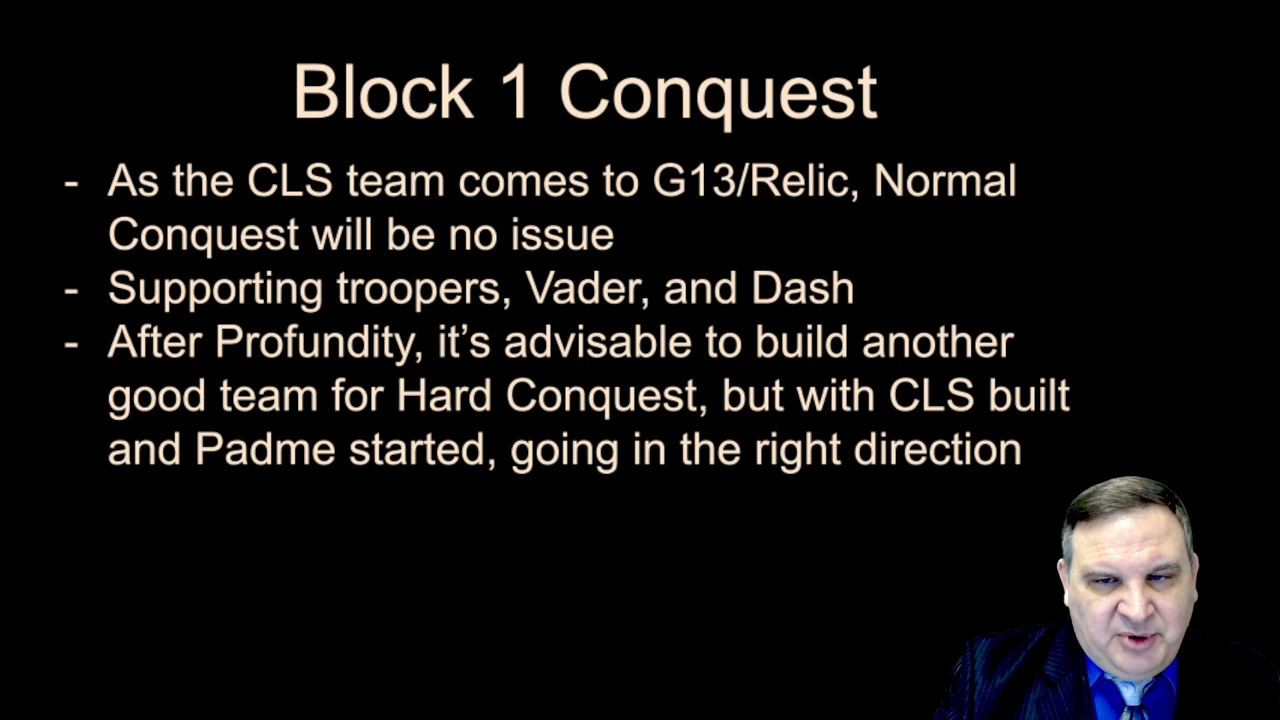 Block 1 Conquest
- As the CLS team comes to G13/Relic, Normal
Conquest will be no issue
- Supporting troopers, Vader, and Dash
- After Profundity, it’s advisable to build another
good team for Hard Conquest, but with CLS built
and Padme started, going in the right direction